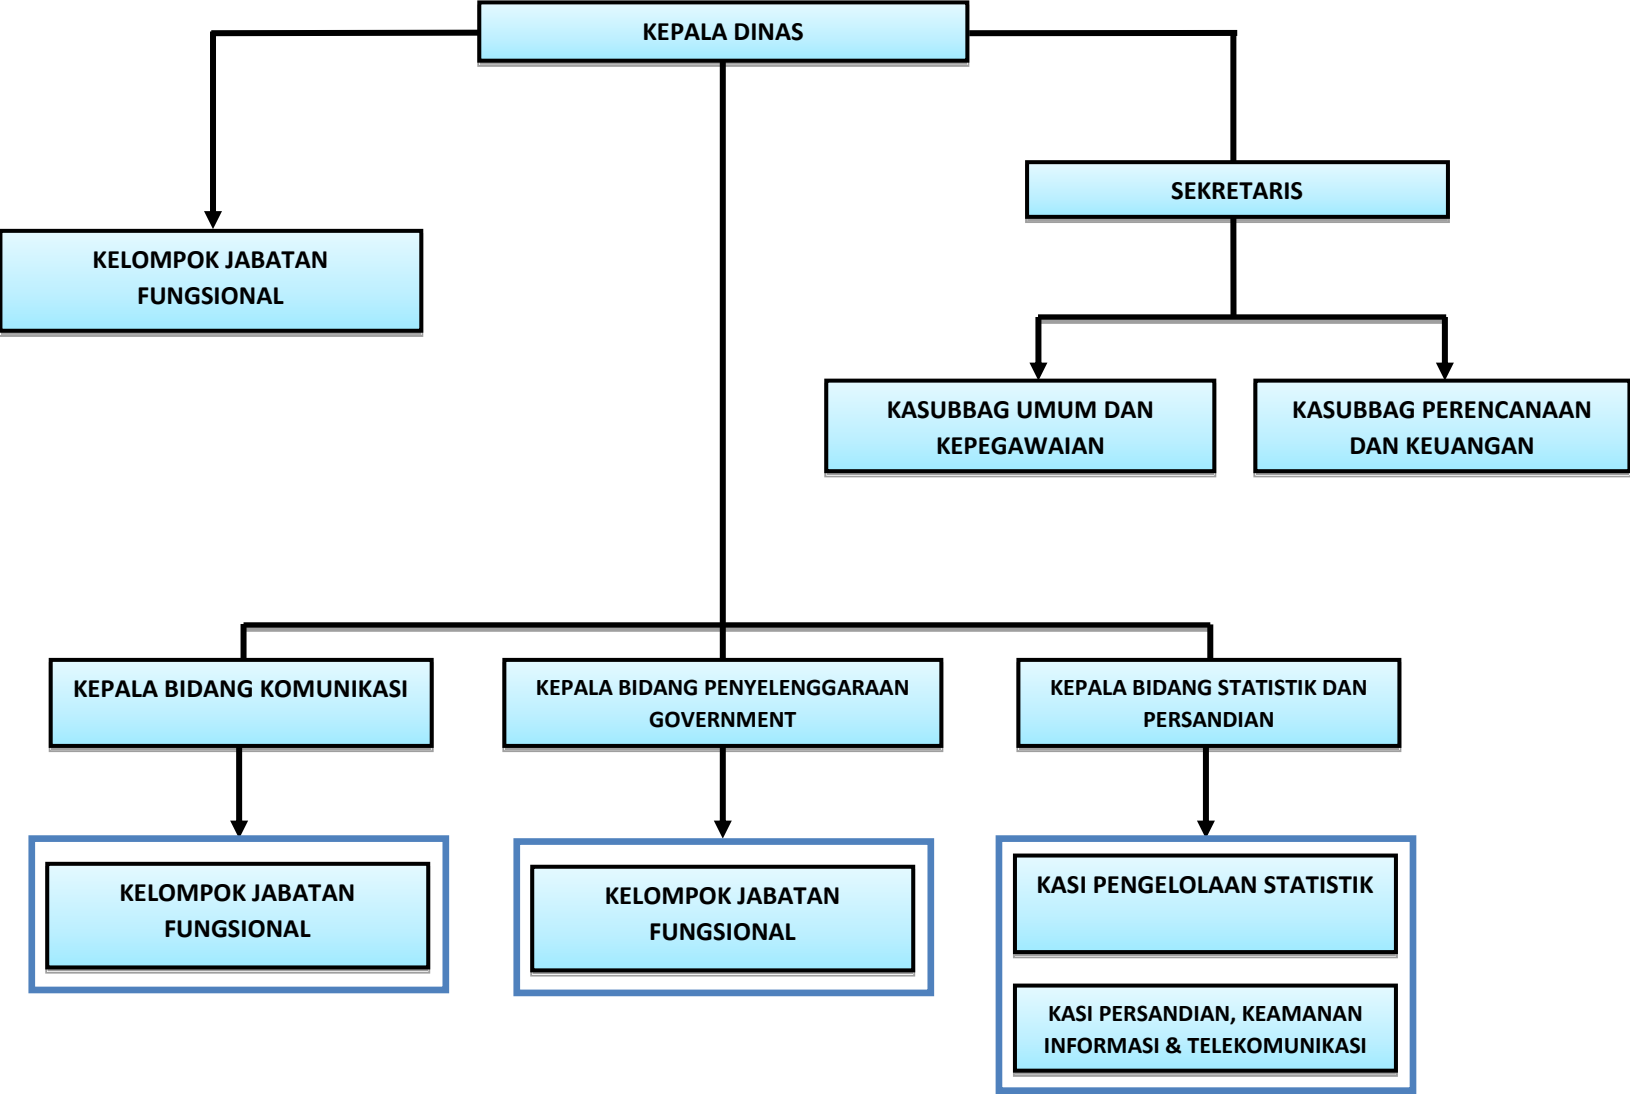 KEPALA DINAS
SEKRETARIS
KELOMPOK JABATAN
FUNGSIONAL
KASUBBAG UMUM DAN
KEPEGAWAIAN
KASUBBAG PERENCANAAN
DAN KEUANGAN
KEPALA BIDANG KOMUNIKASI
KEPALA BIDANG PENYELENGGARAAN
GOVERNMENT
KEPALA BIDANG STATISTIK DAN
PERSANDIAN
KELOMPOK JABATAN
FUNGSIONAL
KELOMPOK JABATAN
FUNGSIONAL
KASI PENGELOLAAN STATISTIK
KASI PERSANDIAN, KEAMANAN
INFORMASI & TELEKOMUNIKASI